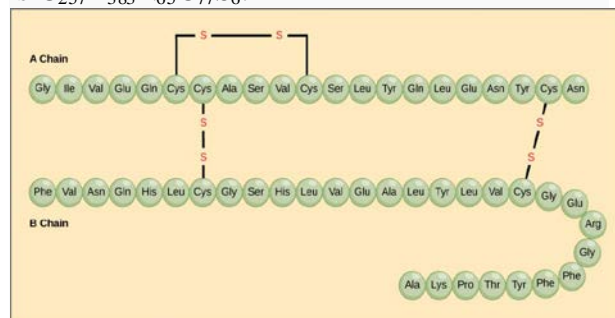 S S
A Chain
Gly Ile Val Glu Gln Cys Cys Ala Ser Val Cys Ser Leu Tyr Gln Leu Glu Asn Tyr Cys Asn
S S
S S
Phe Val Asn Gln His Leu Cys Gly Ser His Leu Val Glu Ala Leu Tyr Leu Val Cys Gly Glu
B Chain
Arg
Gly
Ala Lys Pro Thr Tyr Phe Phe